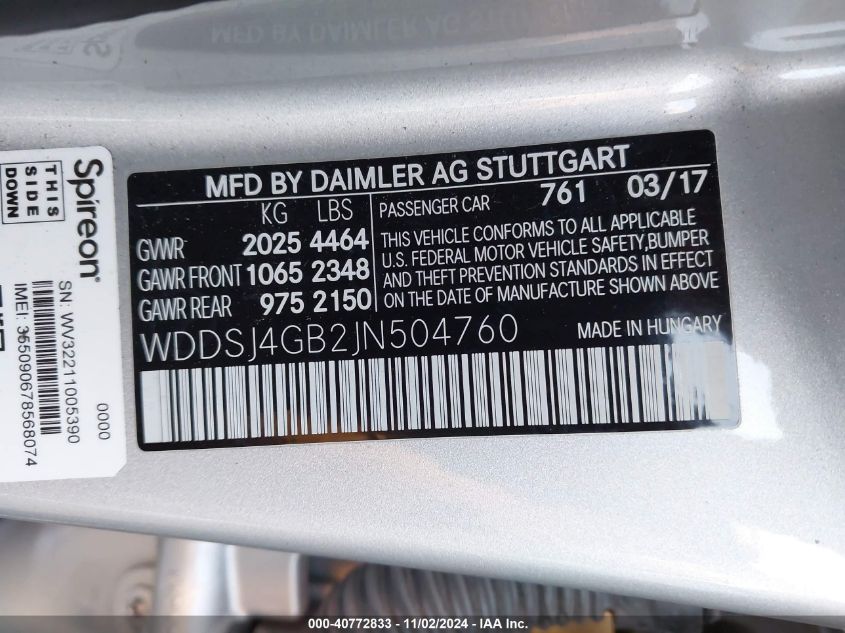 MFD BY DAIMLER AG STUTTGART
KG LBS
GVWR 2025 4464
GAWR FRONT 1065 2348
GAWR REAR 975 2150
PASSENGER CAR 761 03/17
THIS VEHICLE CONFORMS TO ALL APPLICABLE
U.S. FEDERAL MOTOR VEHICLE SAFETY,BUMPER
AND THEFT PREVENTION STANDARDS IN EFFECT
ON THE DATE OF MANUFACTURE SHOWN ABOVE
WDDSJ4GB2JN504760 MADE IN HUNGARY
THIS
SIDE
DOWN
Spireon
SN: WV32211005390
IMEI: 355090678568074
0000
000-40772833 - 11/02/2024 - IAA Inc.